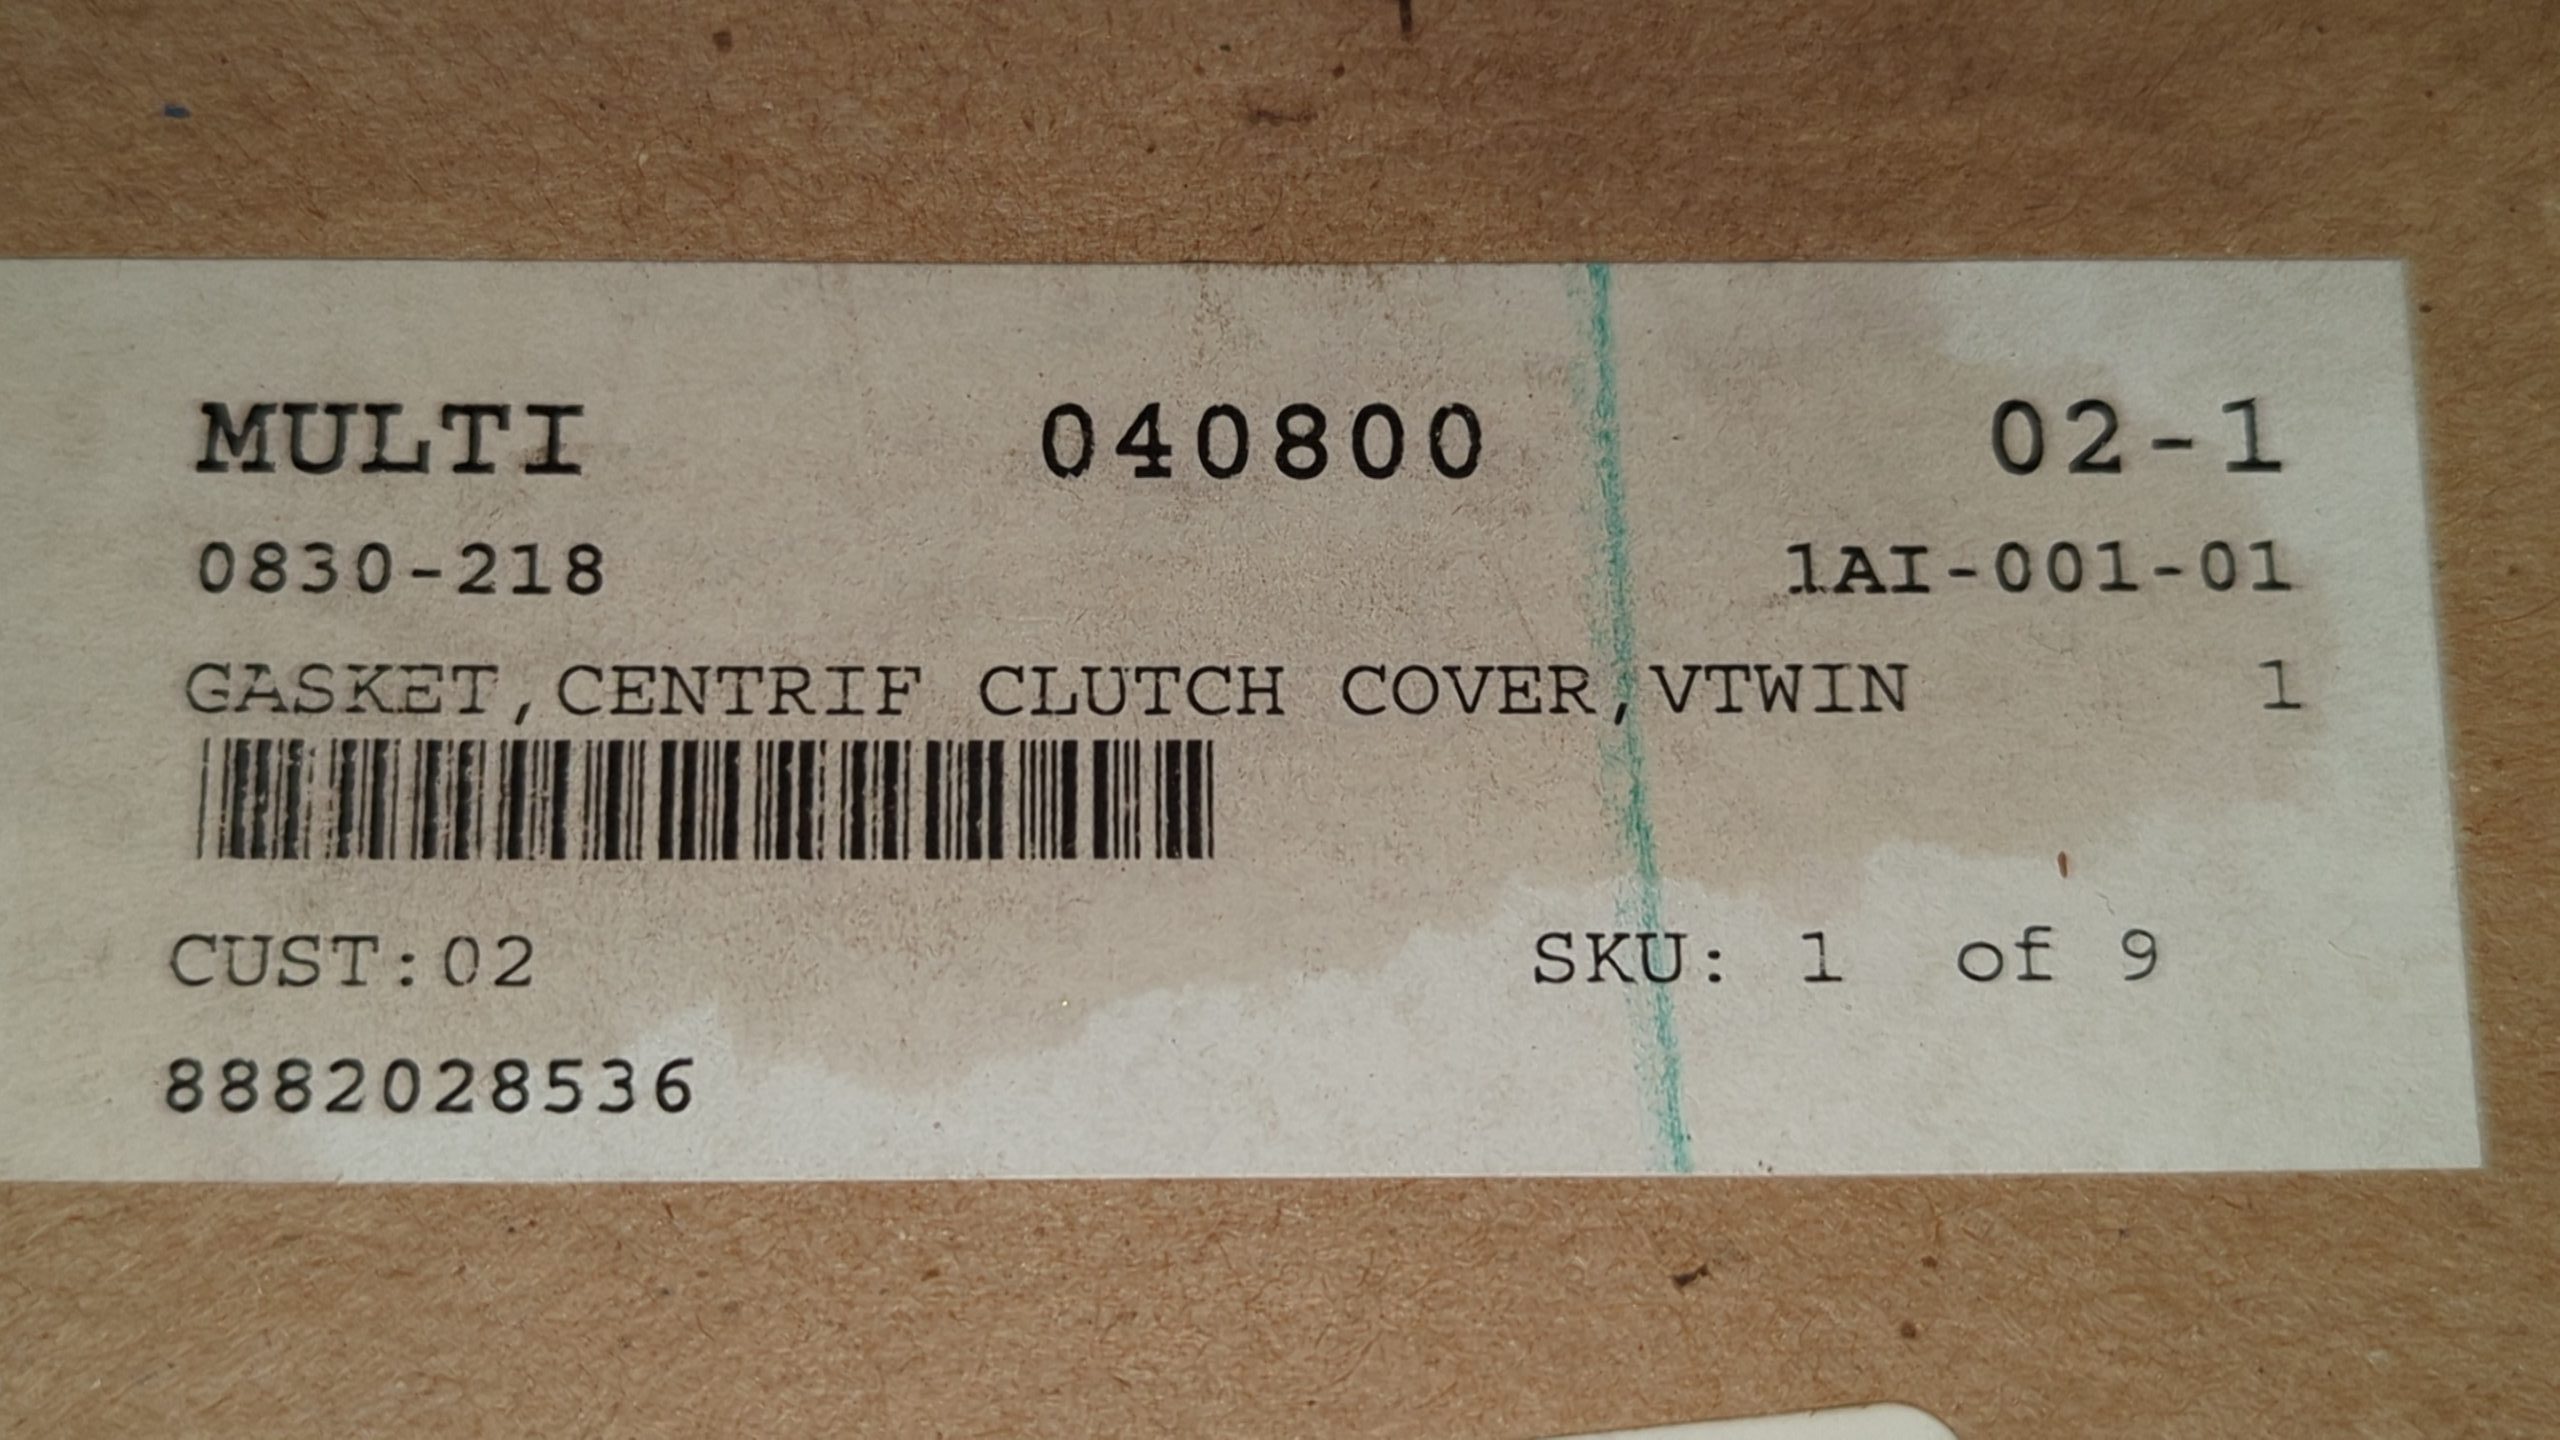 MULTI 040800 02-1
0830-218 1AI-001-01
GASKET,CENTRIF CLUTCH COVER,VTWIN 1
CUST:02 SKU: 1 of 9
8882028536